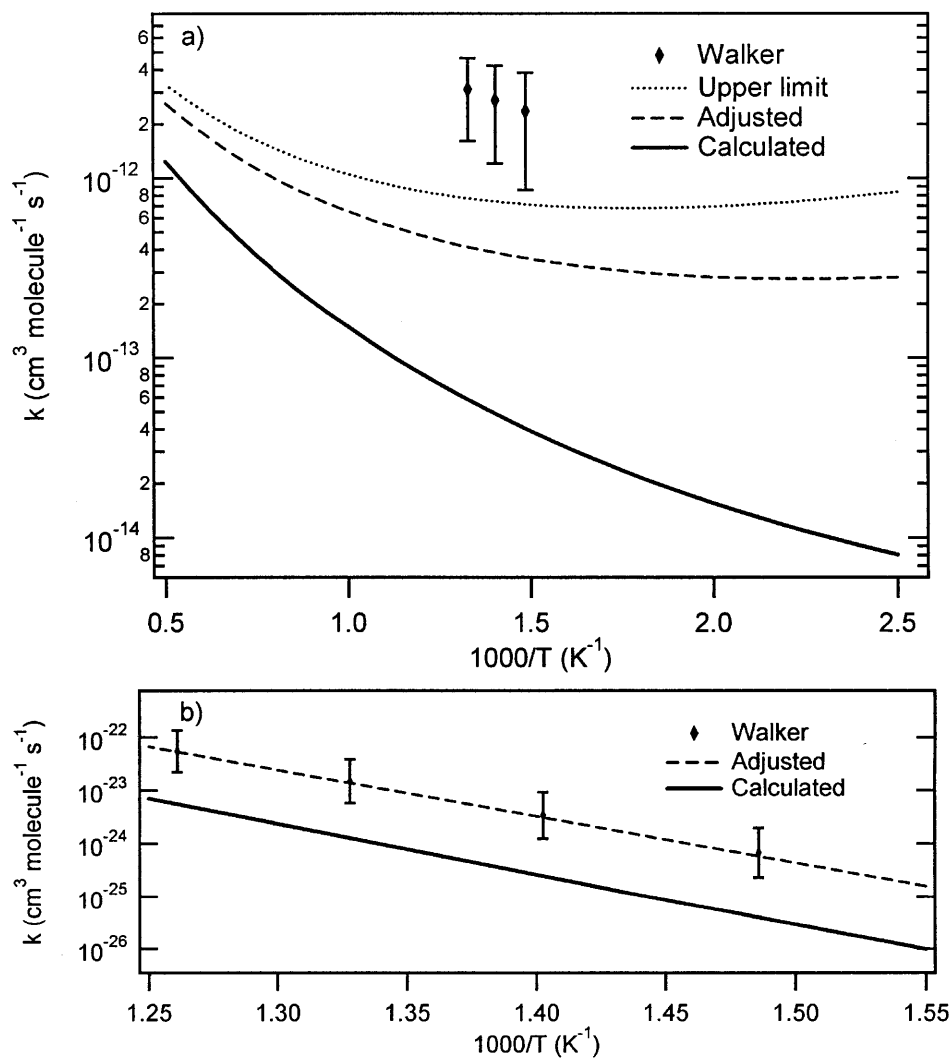 a)
Walker
Upper limit
Adjusted
Calculated
6
4
2
10⁻¹²
8
6
4
2
10⁻¹³
8
6
4
2
10⁻¹⁴
8
k (cm³ molecule⁻¹ s⁻¹)
0.5 1.0 1.5 2.0 2.5
1000/T (K⁻¹)
b)
Walker
Adjusted
Calculated
10⁻²²
10⁻²³
10⁻²⁴
10⁻²⁵
10⁻²⁶
k (cm³ molecule⁻¹ s⁻¹)
1.25 1.30 1.35 1.40 1.45 1.50 1.55
1000/T (K⁻¹)